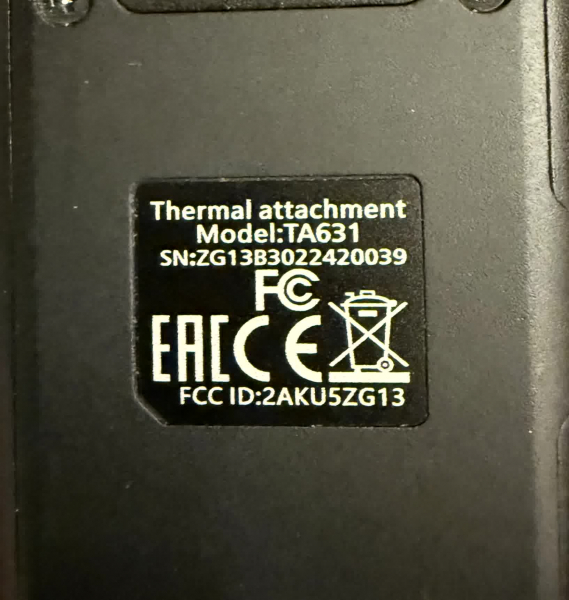 Thermal attachment
Model:TA631
SN:ZG13B3022420039
FC
EAC CE
FCC ID:2AKU5ZG13